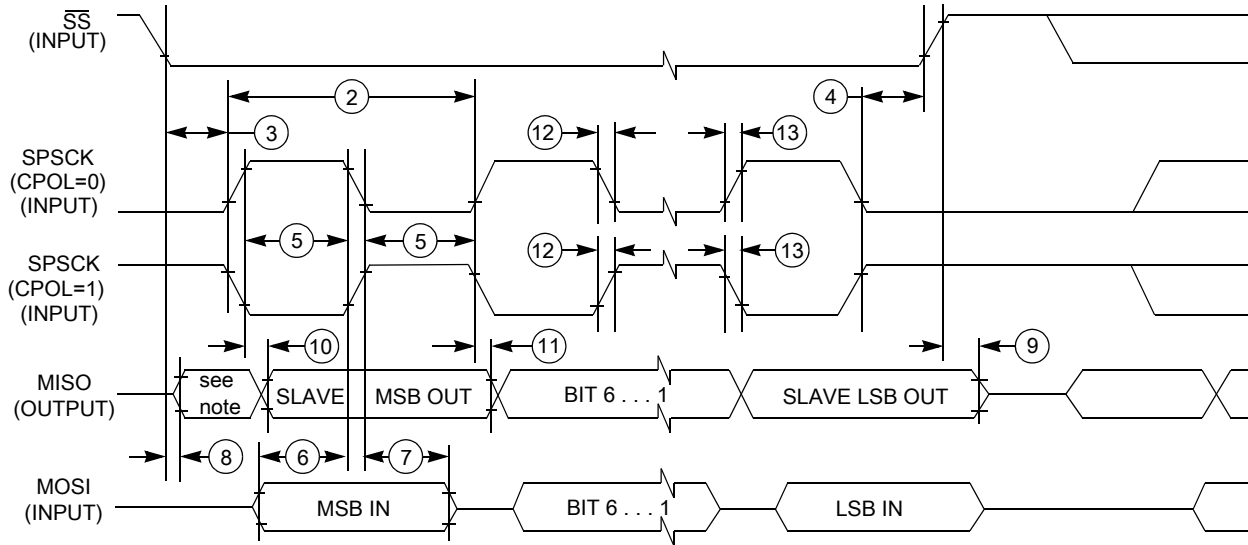 SS
(INPUT)
2
4
3
12
13
SPSCK
(CPOL=0)
(INPUT)
5
5
12
13
SPSCK
(CPOL=1)
(INPUT)
10
11
9
MISO
(OUTPUT)
see
note
SLAVE
MSB OUT
BIT 6 . . . 1
SLAVE LSB OUT
8
6
7
MOSI
(INPUT)
MSB IN
BIT 6 . . . 1
LSB IN